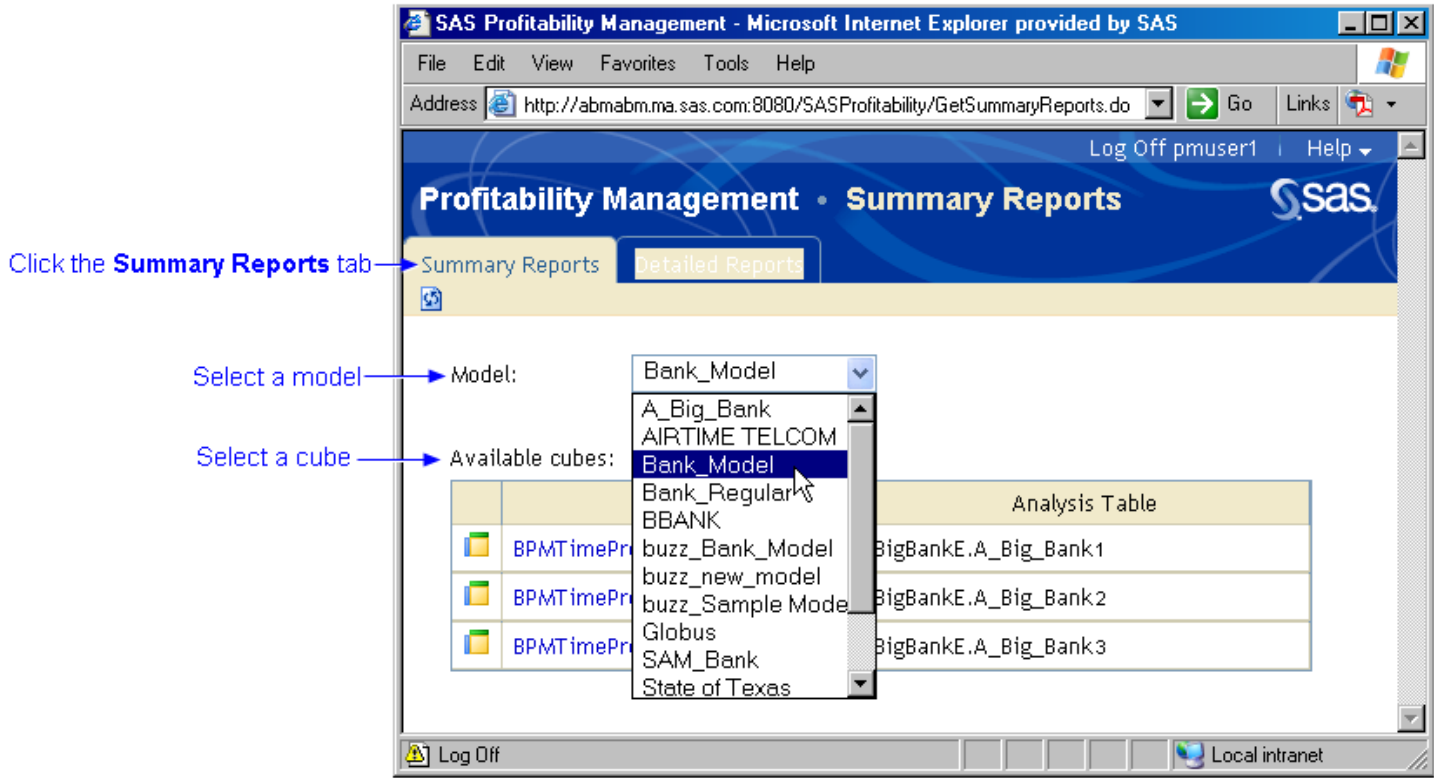 SAS Profitability Management - Microsoft Internet Explorer provided by SAS
File Edit View Favorites Tools Help
Address http://abmabm.ma.sas.com:8080/SASProfitability/GetSummaryReports.do Go Links
Log Off pmuser1 Help
Profitability Management • Summary Reports sas
Click the Summary Reports tab Summary Reports Detailed Reports
Select a model Model: Bank_Model
A_Big_Bank
AIRTIME TELCOM
Select a cube Available cubes: Bank_Model
Bank_Regular
Analysis Table
BBANK
BPMTimePr buzz_Bank_Model BigBankE.A_Big_Bank1
buzz_new_model
BPMTimePr buzz_Sample Mode BigBankE.A_Big_Bank2
Globus
BPMTimePr SAM_Bank BigBankE.A_Big_Bank3
State of Texas
Log Off Local intranet